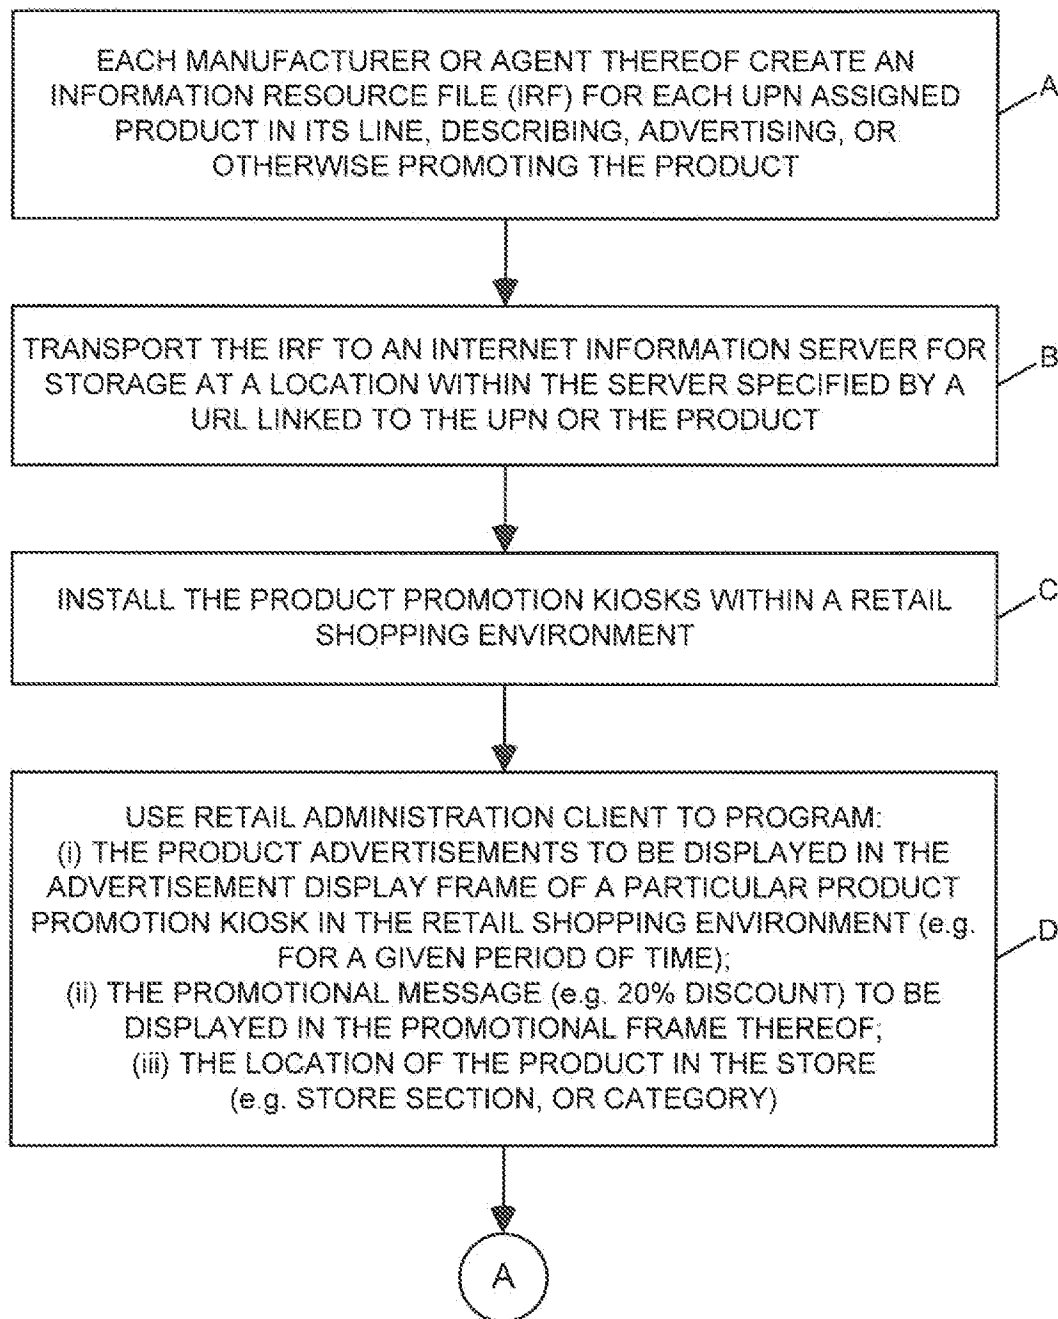 EACH MANUFACTURER OR AGENT THEREOF CREATE AN
INFORMATION RESOURCE FILE (IRF) FOR EACH UPN ASSIGNED
PRODUCT IN ITS LINE, DESCRIBING, ADVERTISING, OR
OTHERWISE PROMOTING THE PRODUCT
A
TRANSPORT THE IRF TO AN INTERNET INFORMATION SERVER FOR
STORAGE AT A LOCATION WITHIN THE SERVER SPECIFIED BY A
URL LINKED TO THE UPN OR THE PRODUCT
B
INSTALL THE PRODUCT PROMOTION KIOSKS WITHIN A RETAIL
SHOPPING ENVIRONMENT
C
USE RETAIL ADMINISTRATION CLIENT TO PROGRAM:
(i) THE PRODUCT ADVERTISEMENTS TO BE DISPLAYED IN THE
ADVERTISEMENT DISPLAY FRAME OF A PARTICULAR PRODUCT
PROMOTION KIOSK IN THE RETAIL SHOPPING ENVIRONMENT (e.g.
FOR A GIVEN PERIOD OF TIME);
(ii) THE PROMOTIONAL MESSAGE (e.g. 20% DISCOUNT) TO BE
DISPLAYED IN THE PROMOTIONAL FRAME THEREOF;
(iii) THE LOCATION OF THE PRODUCT IN THE STORE
(e.g. STORE SECTION, OR CATEGORY)
D
A